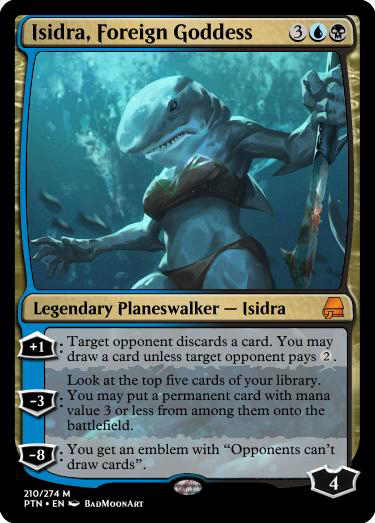 Isidra, Foreign Goddess 3
Legendary Planeswalker — Isidra
+1: Target opponent discards a card. You may
draw a card unless target opponent pays 2.
Look at the top five cards of your library.
-3: You may put a permanent card with mana
value 3 or less from among them onto the
battlefield.
-8: You get an emblem with “Opponents can’t
draw cards”.
4
210/274 M
PTN • EN BadMoonArt